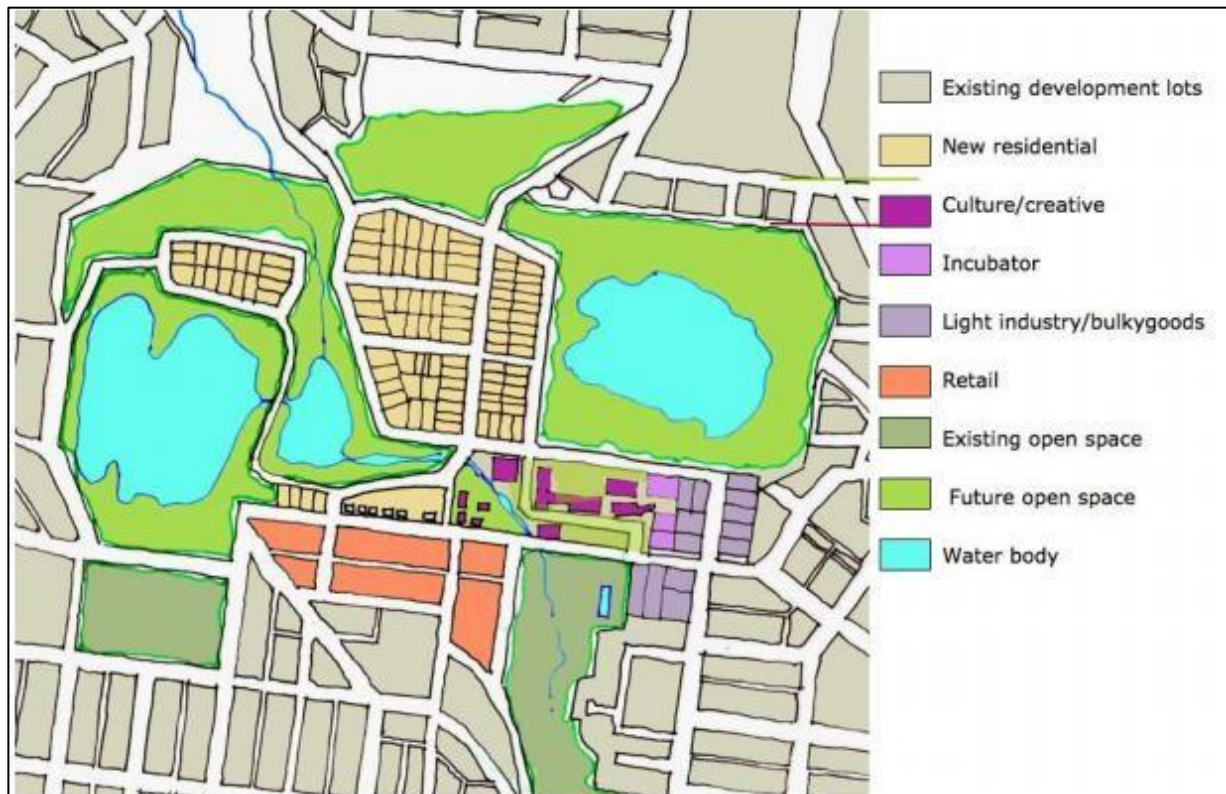 Existing development lots
New residential
Culture/creative
Incubator
Light industry/bulkygoods
Retail
Existing open space
Future open space
Water body